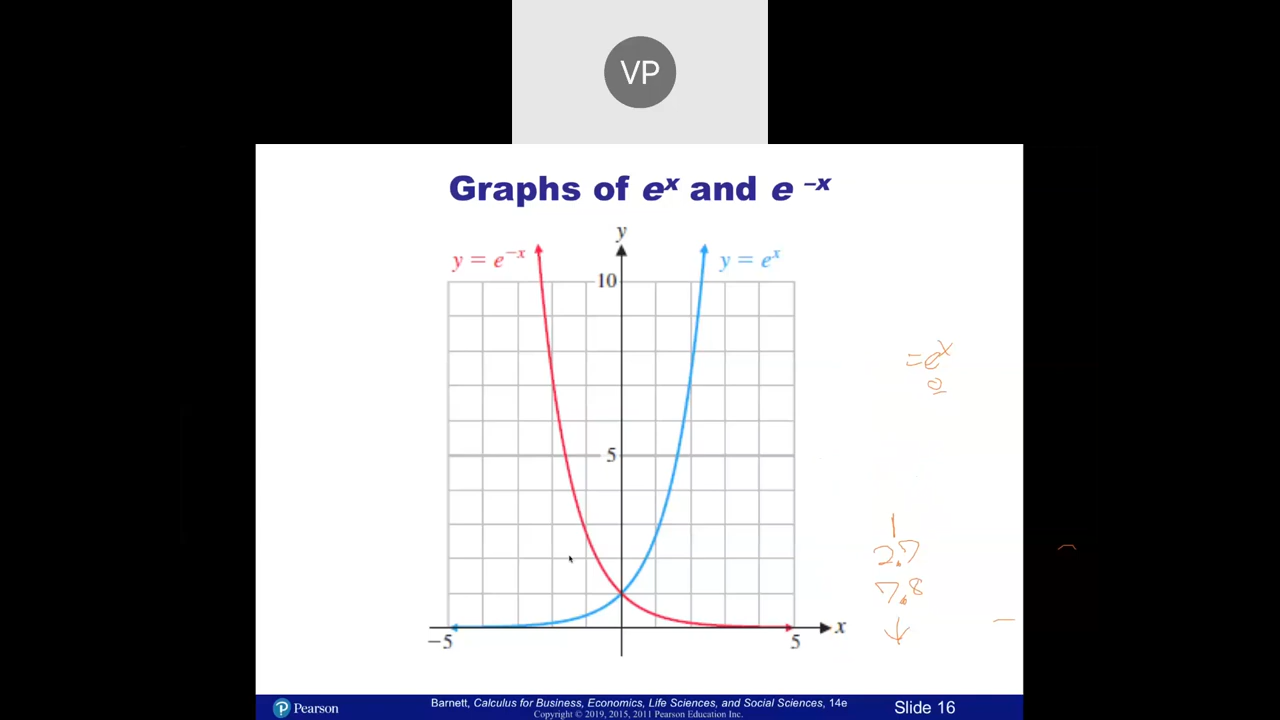 VP
Graphs of eˣ and e ⁻ˣ
y
y = e⁻ˣ
y = eˣ
10
= eˣ
0
5
1
2.7
7.8
x
−5
5
Pearson
Barnett, Calculus for Business, Economics, Life Sciences, and Social Sciences, 14e
Copyright © 2019, 2015, 2011 Pearson Education Inc.
Slide 16